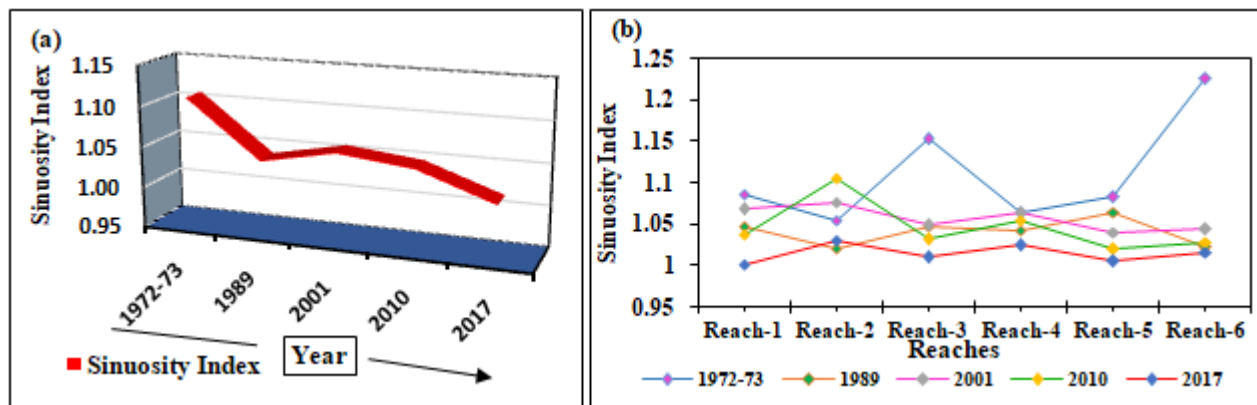 (a)
Sinuosity Index
1.15
1.10
1.05
1.00
0.95
1972-73
1989
2001
2010
2017
Sinuosity Index
Year
(b)
Sinuosity Index
1.25
1.2
1.15
1.1
1.05
1
0.95
Reach-1 Reach-2 Reach-3 Reach-4 Reach-5 Reach-6
Reaches
1972-73 1989 2001 2010 2017